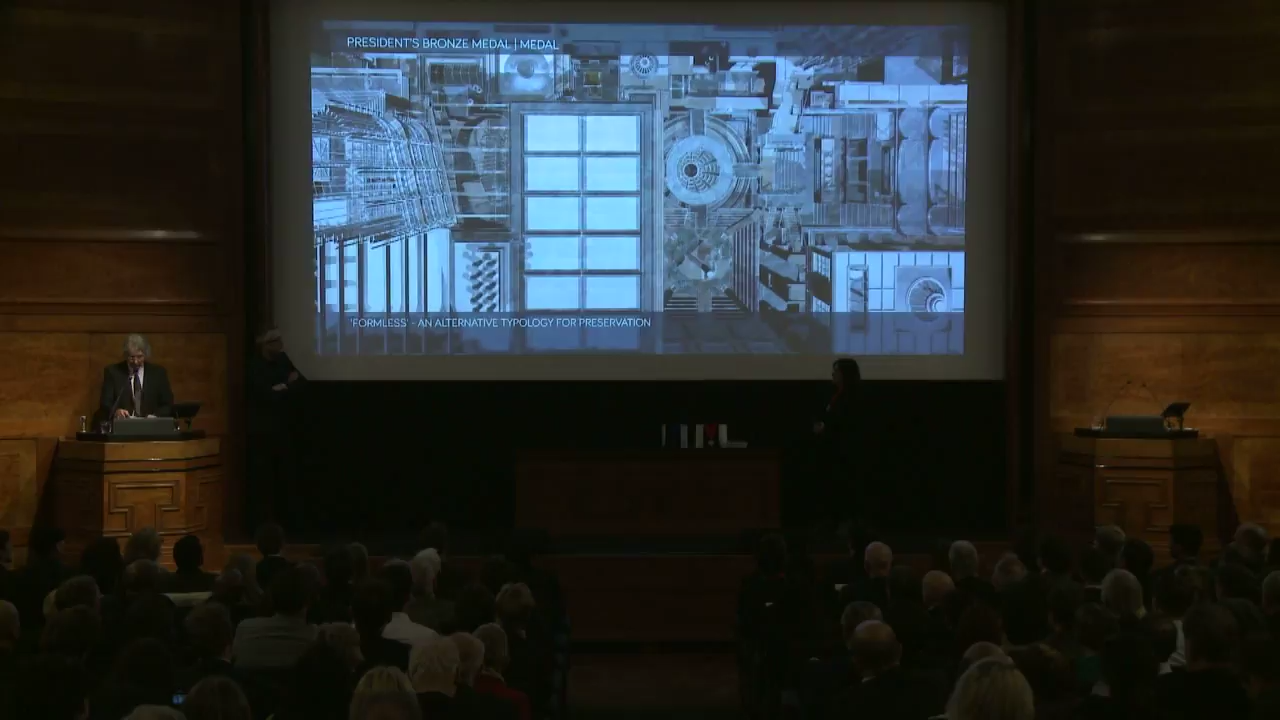 PRESIDENT'S BRONZE MEDAL | MEDAL
'FORMLESS' - AN ALTERNATIVE TYPOLOGY FOR PRESERVATION